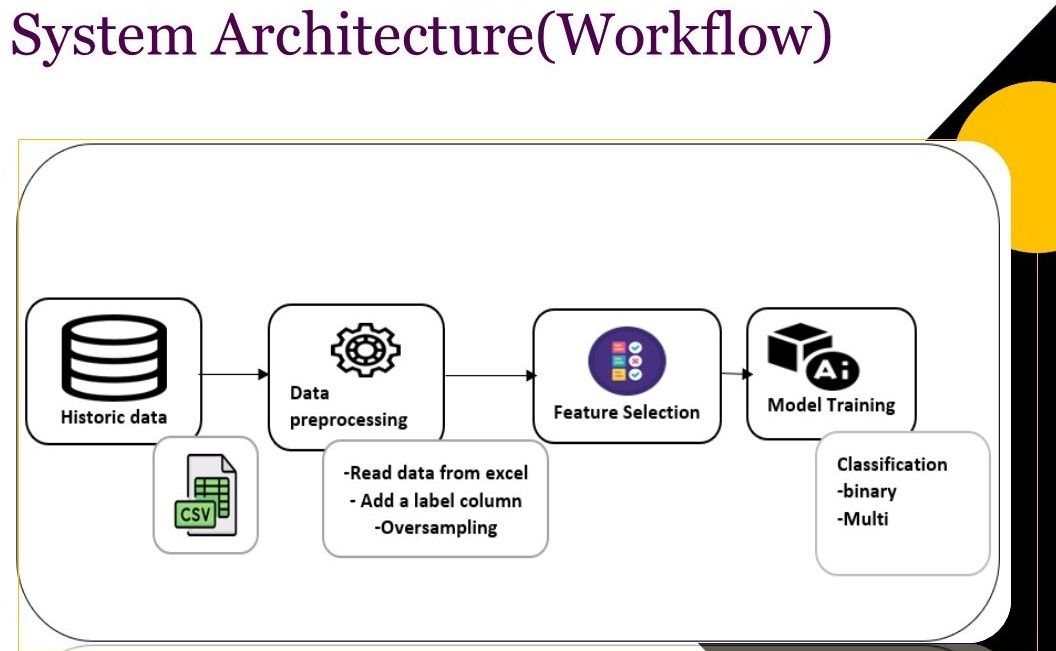 System Architecture(Workflow)
Historic data
CSV
Data
preprocessing
-Read data from excel
- Add a label column
-Oversampling
Feature Selection
Ai
Model Training
Classification
-binary
-Multi